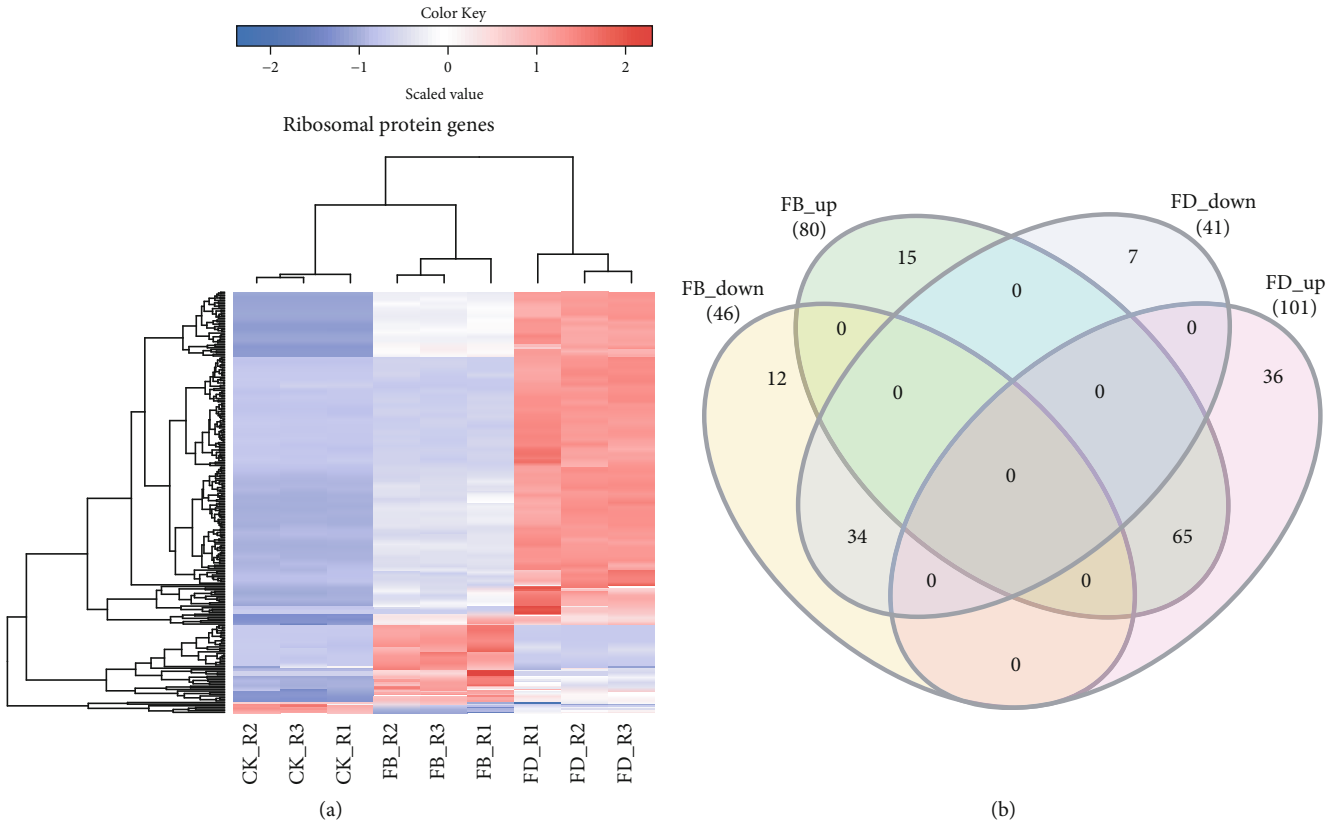 Color Key
−2 −1 0 1 2
Scaled value
Ribosomal protein genes
CK_R2
CK_R3
CK_R1
FB_R2
FB_R3
FB_R1
FD_R1
FD_R2
FD_R3
(a)
FB_up
(80)
FD_down
(41)
FB_down
(46)
FD_up
(101)
15
7
0
0
0
12
36
0
0
0
34
65
0
0
0
(b)